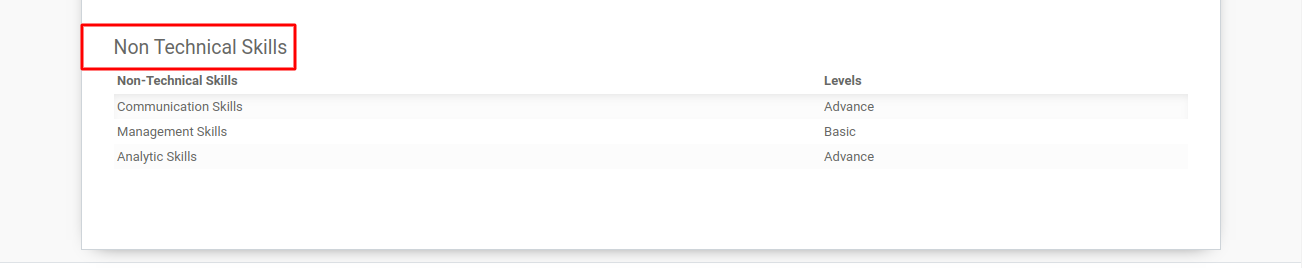 Non Technical Skills
Non-Technical Skills Levels
Communication Skills Advance
Management Skills Basic
Analytic Skills Advance